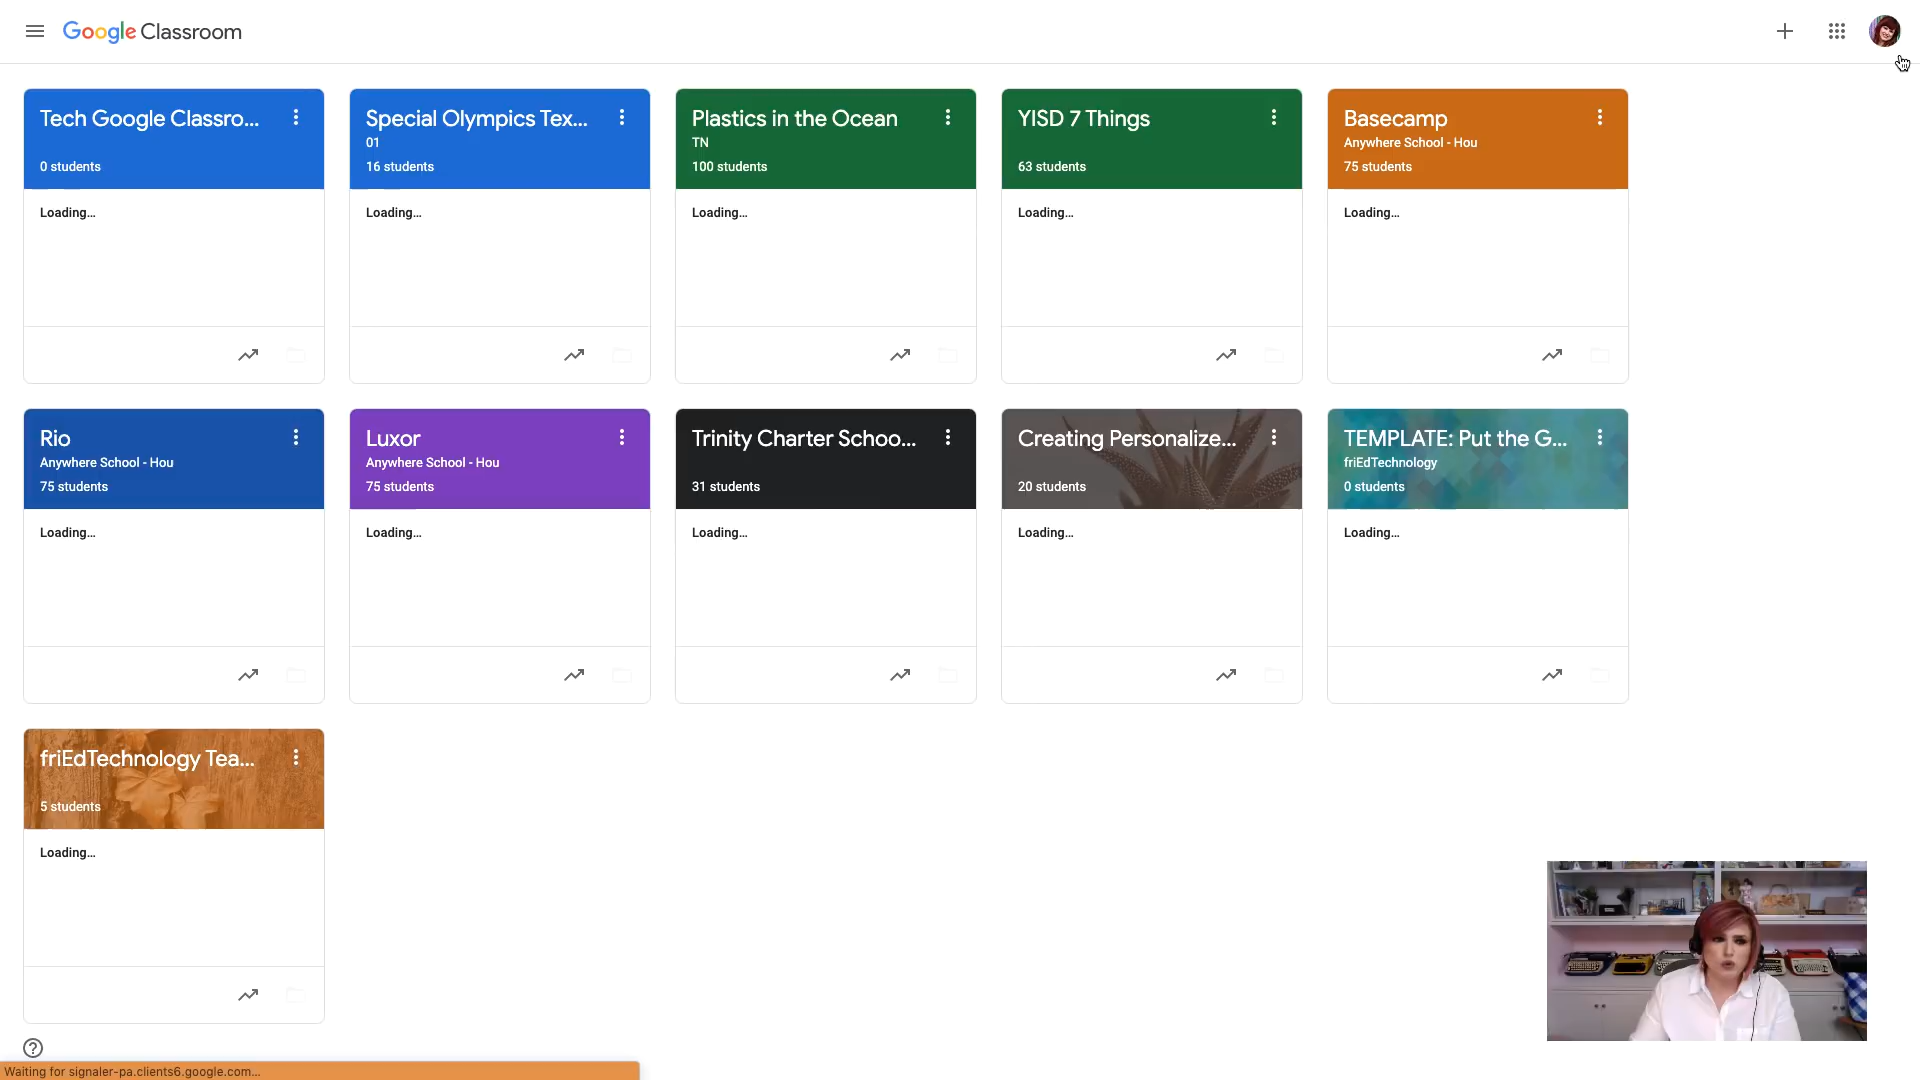 Google Classroom
Tech Google Classro...
0 students
Loading...
Special Olympics Tex...
01
16 students
Loading...
Plastics in the Ocean
TN
100 students
Loading...
YISD 7 Things
63 students
Loading...
Basecamp
Anywhere School - Hou
75 students
Loading...
Rio
Anywhere School - Hou
75 students
Loading...
Luxor
Anywhere School - Hou
75 students
Loading...
Trinity Charter Schoo...
31 students
Loading...
Creating Personalize...
20 students
Loading...
TEMPLATE: Put the G...
friEdTechnology
0 students
Loading...
friEdTechnology Tea...
5 students
Loading...
Waiting for signaler-pa.clients6.google.com...